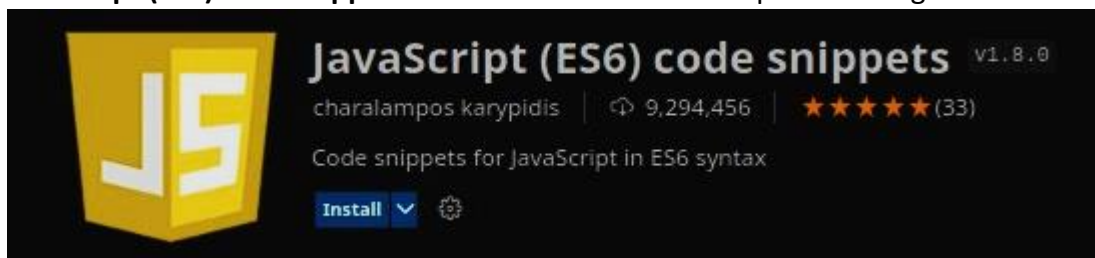 JS
JavaScript (ES6) code snippets v1.8.0
charalampos karypidis 9,294,456 (33)
Code snippets for JavaScript in ES6 syntax
Install